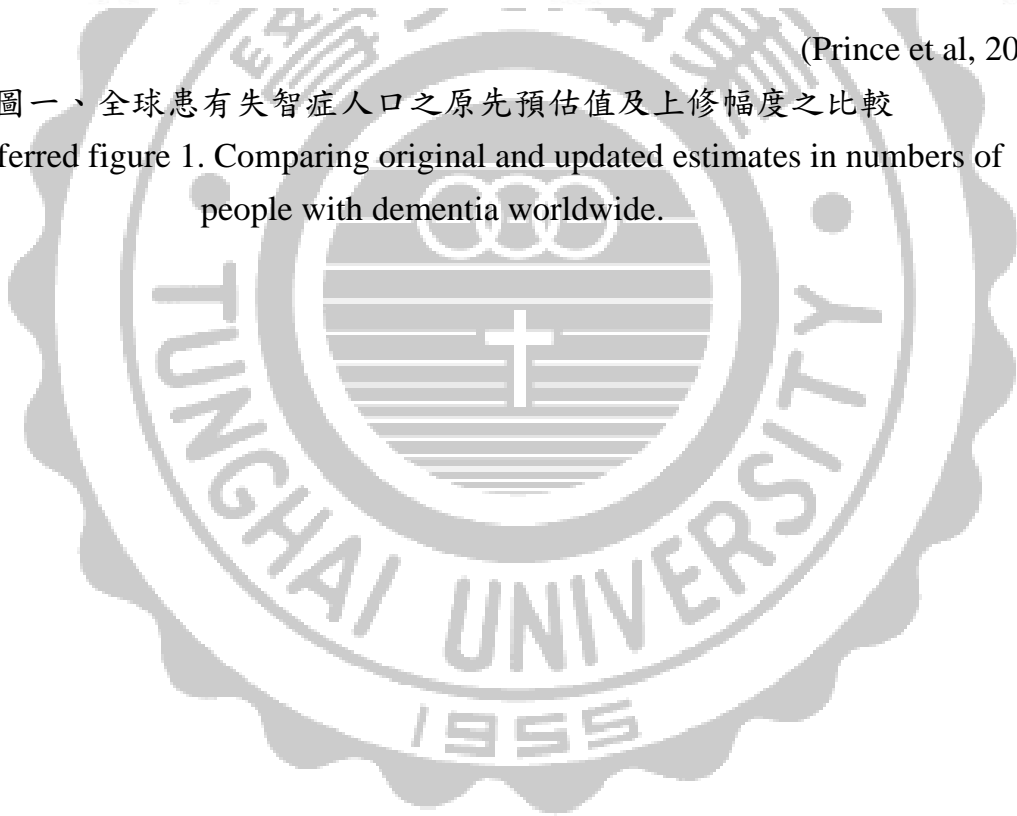 (Prince et al, 20
圖一、全球患有失智症人口之原先預估值及上修幅度之比較
ferred figure 1. Comparing original and updated estimates in numbers of
people with dementia worldwide.
TUNGHAI UNIVERSITY
1955